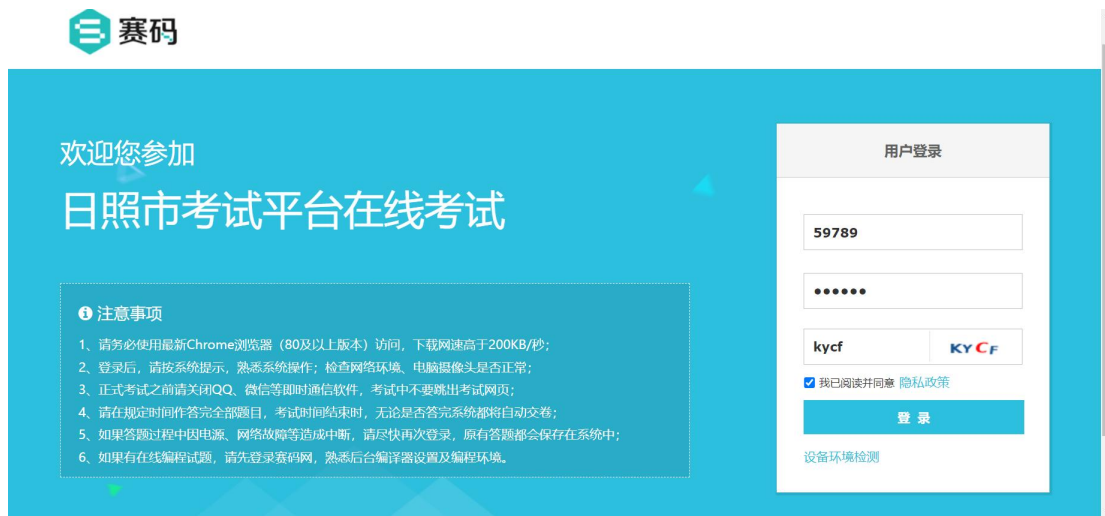 赛码
欢迎您参加
日照市考试平台在线考试
注意事项
1、请务必使用最新Chrome浏览器（80及以上版本）访问，下载网速高于200KB/秒；
2、登录后，请按系统提示，熟悉系统操作；检查网络环境、电脑摄像头是否正常；
3、正式考试之前请关闭QQ、微信等即时通信软件，考试中不要跳出考试网页；
4、请在规定时间作答完全部题目，考试时间结束时，无论是否答完系统都将自动交卷；
5、如果答题过程中因电源、网络故障等造成中断，请尽快再次登录，原有答题都会保存在系统中；
6、如果有在线编程试题，请先登录赛码网，熟悉后台编译器设置及编程环境。
用户登录
59789
••••••
kycf KYCF
我已阅读并同意 隐私政策
登 录
设备环境检测